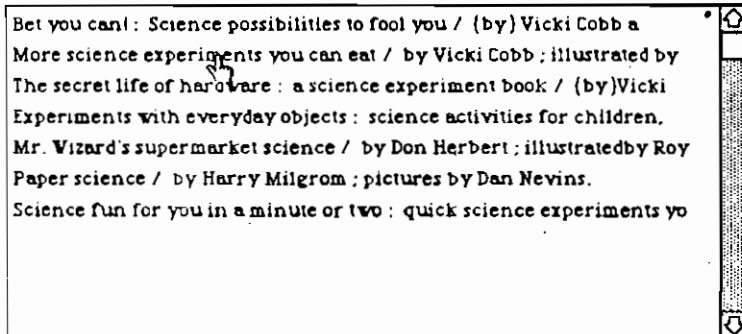 Bet you can! : Science possibilities to fool you / {by} Vicki Cobb a
More science experiments you can eat / by Vicki Cobb ; illustrated by
The secret life of hardware : a science experiment book / {by}Vicki
Experiments with everyday objects : science activities for children,
Mr. Wizard's supermarket science / by Don Herbert ; illustratedby Roy
Paper science / by Harry Milgrom ; pictures by Dan Nevins.
Science fun for you in a minute or two : quick science experiments yo